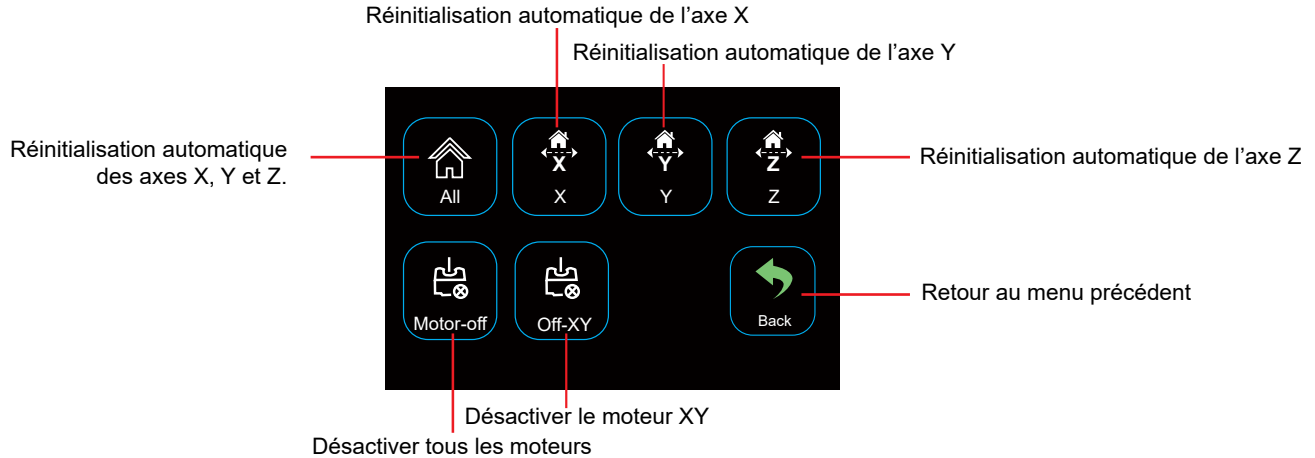 Réinitialisation automatique de l’axe X
Réinitialisation automatique de l’axe Y
Réinitialisation automatique
des axes X, Y et Z.
Réinitialisation automatique de l’axe Z
X
Y
Z
All
X
Y
Z
Retour au menu précédent
Motor-off
Off-XY
Back
Désactiver le moteur XY
Désactiver tous les moteurs